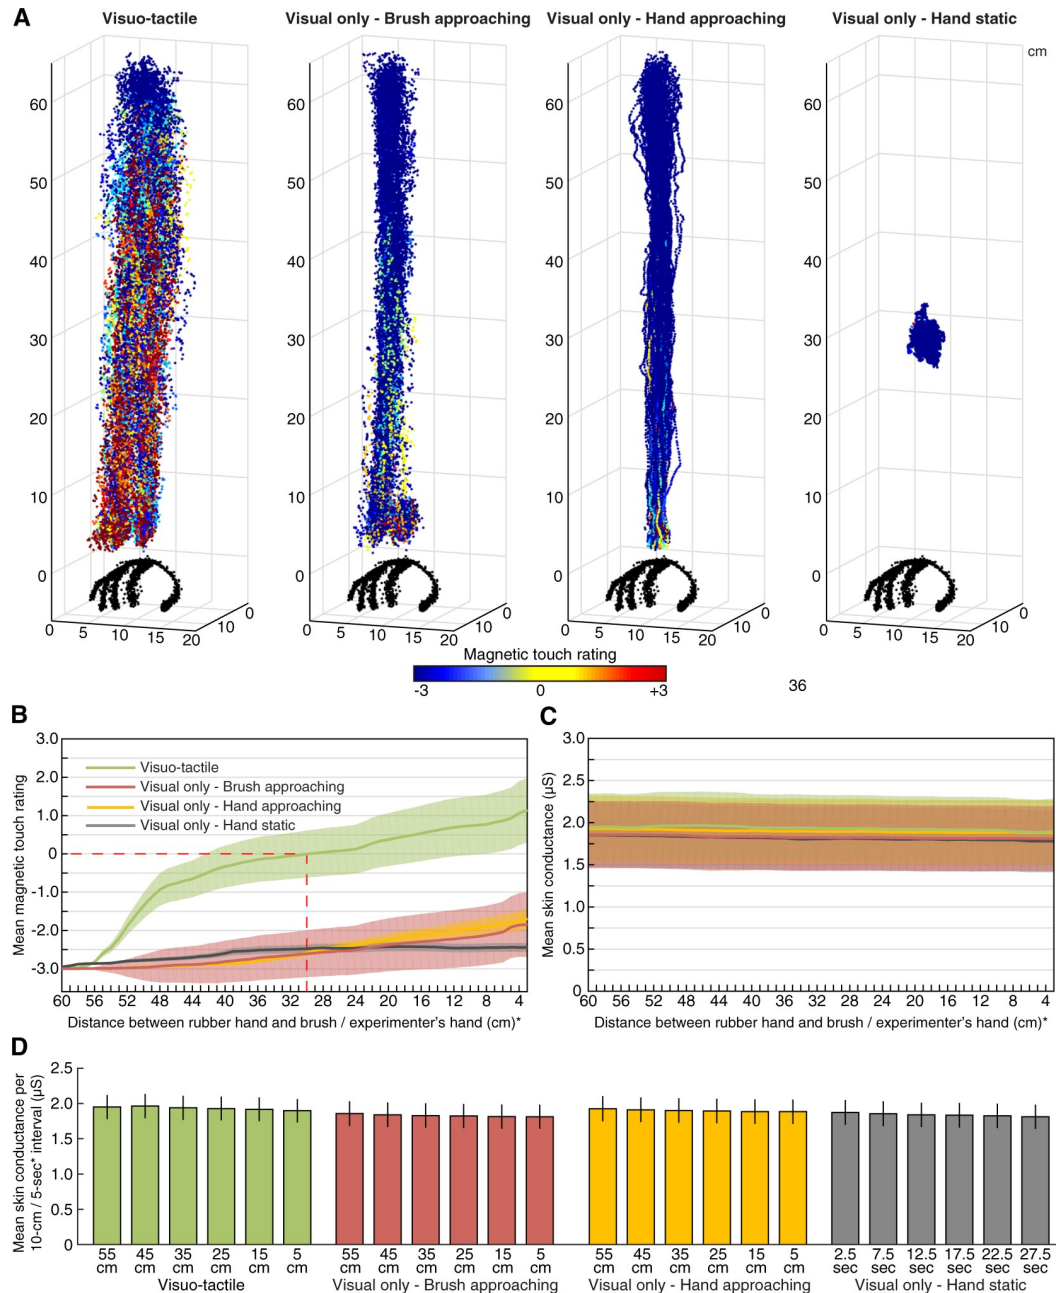 A
Visuo-tactile
Visual only - Brush approaching
Visual only - Hand approaching
Visual only - Hand static
cm
60 60 60 60
50 50 50 50
40 40 40 40
30 30 30 30
20 20 20 20
10 10 10 10
0 0 0 0
0 5 10 15 20 10 0
0 5 10 15 20 10 0
0 5 10 15 20 10 0
0 5 10 15 20 10 0
Magnetic touch rating
-3 0 +3
36
B
Mean magnetic touch rating
3.0
2.0
1.0
0
-1.0
-2.0
-3.0
Visuo-tactile
Visual only - Brush approaching
Visual only - Hand approaching
Visual only - Hand static
60 56 52 48 44 40 36 32 28 24 20 16 12 8 4
Distance between rubber hand and brush / experimenter's hand (cm)*
C
Mean skin conductance (µS)
3.0
2.5
2.0
1.5
1.0
0.5
0
60 56 52 48 44 40 36 32 28 24 20 16 12 8 4
Distance between rubber hand and brush / experimenter's hand (cm)*
D
Mean skin conductance per
10-cm / 5-sec* interval (µS)
2.5
2.0
1.5
1.0
0.5
0
55 45 35 25 15 5
cm cm cm cm cm cm
Visuo-tactile
55 45 35 25 15 5
cm cm cm cm cm cm
Visual only - Brush approaching
55 45 35 25 15 5
cm cm cm cm cm cm
Visual only - Hand approaching
2.5 7.5 12.5 17.5 22.5 27.5
sec sec sec sec sec sec
Visual only - Hand static